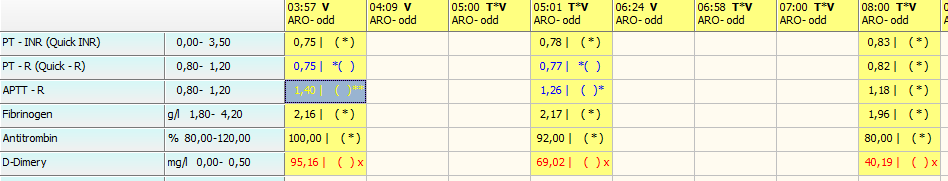 03:57 V 04:09 V 05:00 T*V 05:01 T*V 06:24 V 06:58 T*V 07:00 T*V 08:00 T*V
ARO- odd ARO- odd ARO- odd ARO- odd ARO- odd ARO- odd ARO- odd ARO- odd
PT - INR (Quick INR) 0,00- 3,50 0,75 | (*) 0,78 | (*) 0,83 | (*)
PT - R (Quick - R) 0,80- 1,20 0,75 | *( ) 0,77 | *( ) 0,82 | (*)
APTT - R 0,80- 1,20 1,40 | ( )** 1,26 | ( )* 1,18 | (*)
Fibrinogen g/l 1,80- 4,20 2,16 | (*) 2,17 | (*) 1,96 | (*)
Antitrombin % 80,00-120,00 100,00 | (*) 92,00 | (*) 80,00 | (*)
D-Dimery mg/l 0,00- 0,50 95,16 | ( ) x 69,02 | ( ) x 40,19 | ( ) x